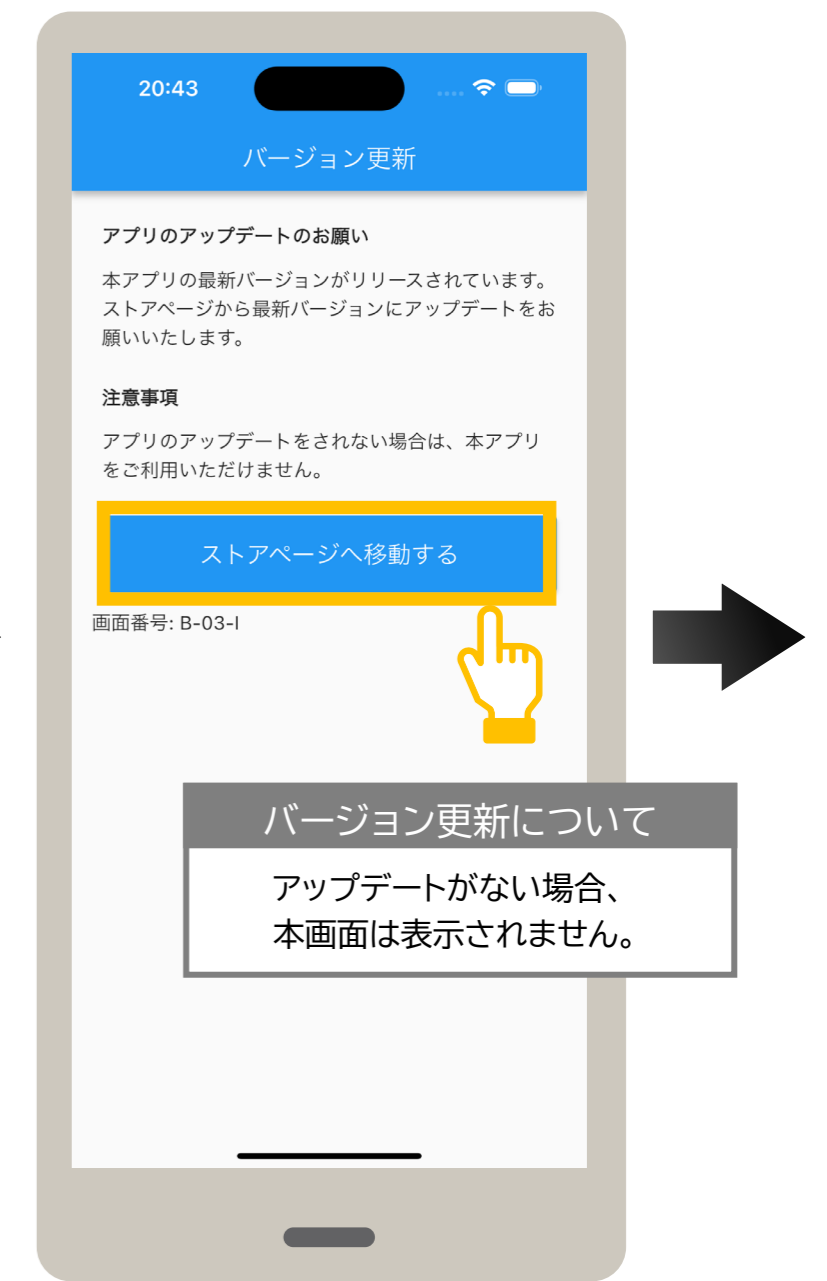 20:43
バージョン更新
アプリのアップデートのお願い
本アプリの最新バージョンがリリースされています。
ストアページから最新バージョンにアップデートをお
願いいたします。
注意事項
アプリのアップデートをされない場合は、本アプリ
をご利用いただけません。
ストアページへ移動する
画面番号: B-03-I
バージョン更新について
アップデートがない場合、
本画面は表示されません。